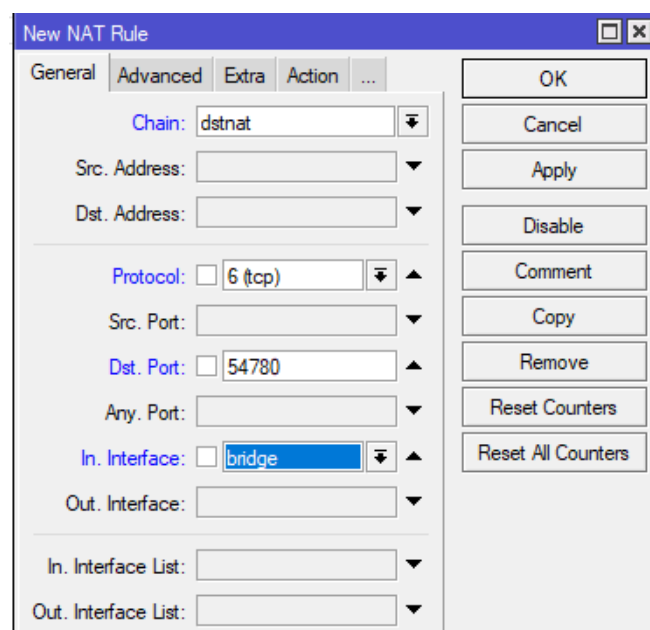 New NAT Rule
General Advanced Extra Action ...
Chain: dstnat
Src. Address:
Dst. Address:
Protocol: 6 (tcp)
Src. Port:
Dst. Port: 54780
Any. Port:
In. Interface: bridge
Out. Interface:
In. Interface List:
Out. Interface List:
OK
Cancel
Apply
Disable
Comment
Copy
Remove
Reset Counters
Reset All Counters